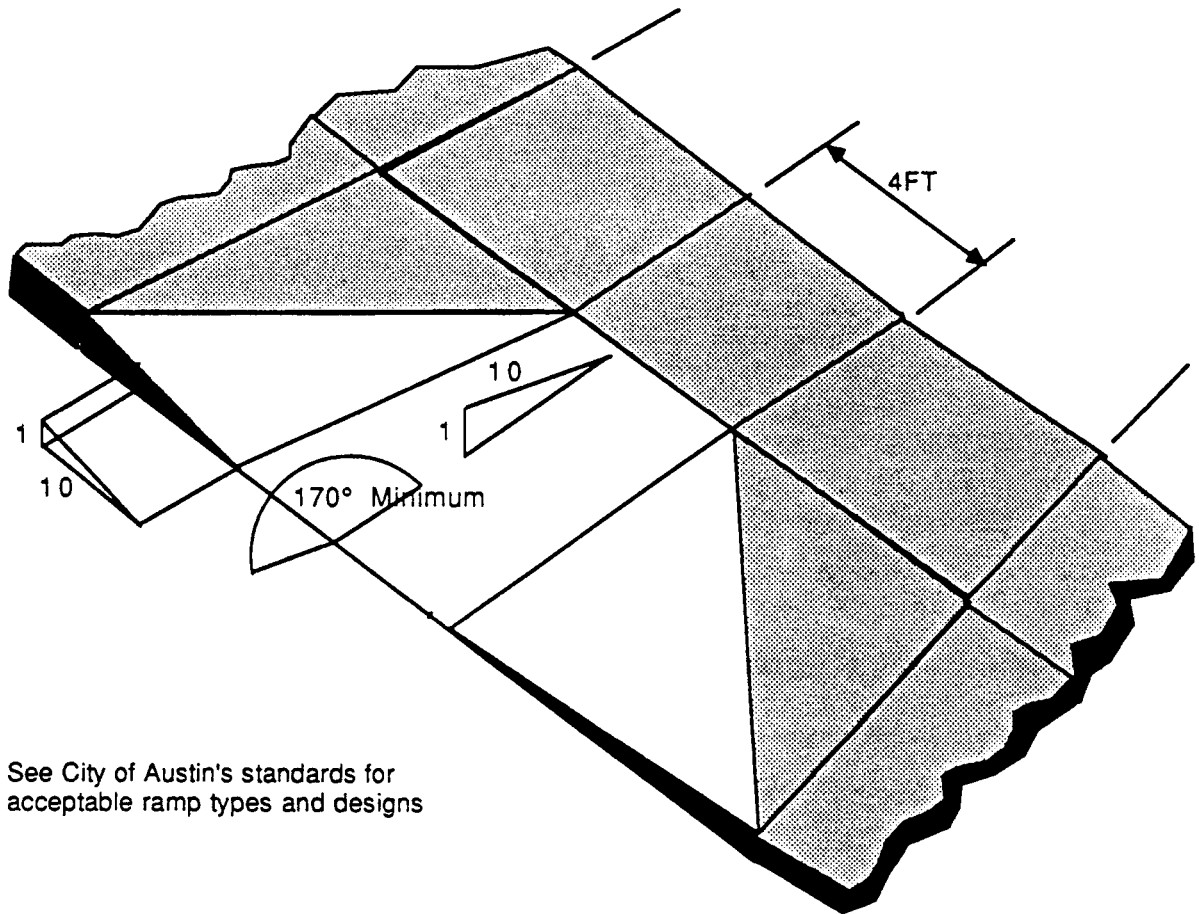 4FT
10
1
1
10
170° Minimum
See City of Austin's standards for
acceptable ramp types and designs